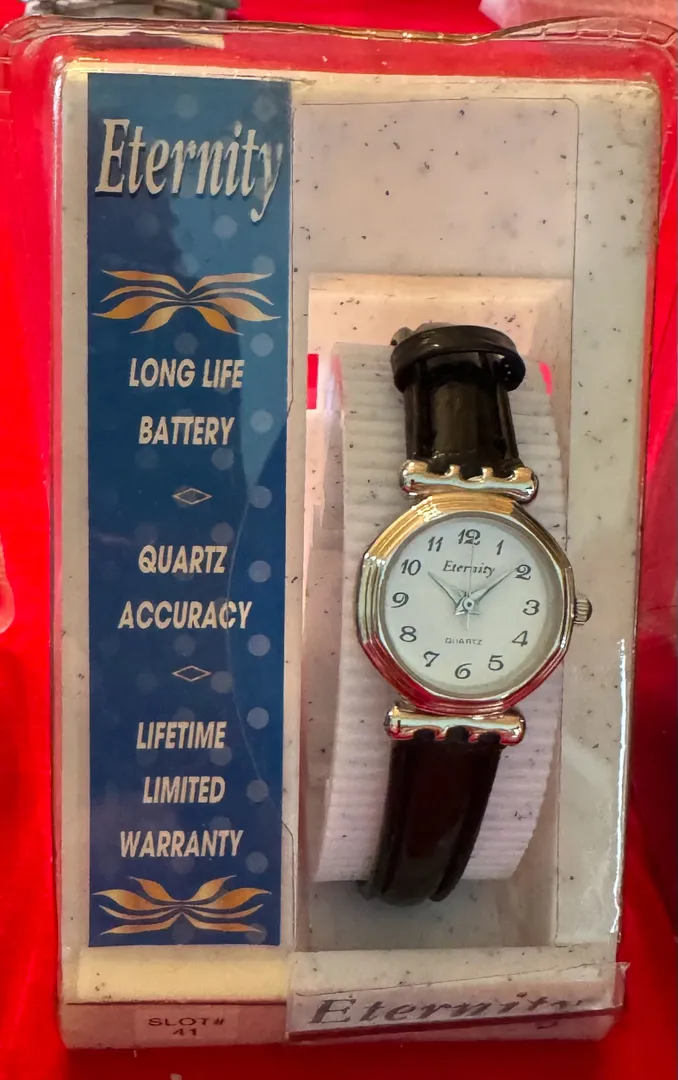 Eternity
LONG LIFE
BATTERY
QUARTZ
ACCURACY
LIFETIME
LIMITED
WARRANTY
12
11 1
Eternity
10 2
9 3
QUARTZ
8 4
7 5
6
Eternity
SLOT#
41